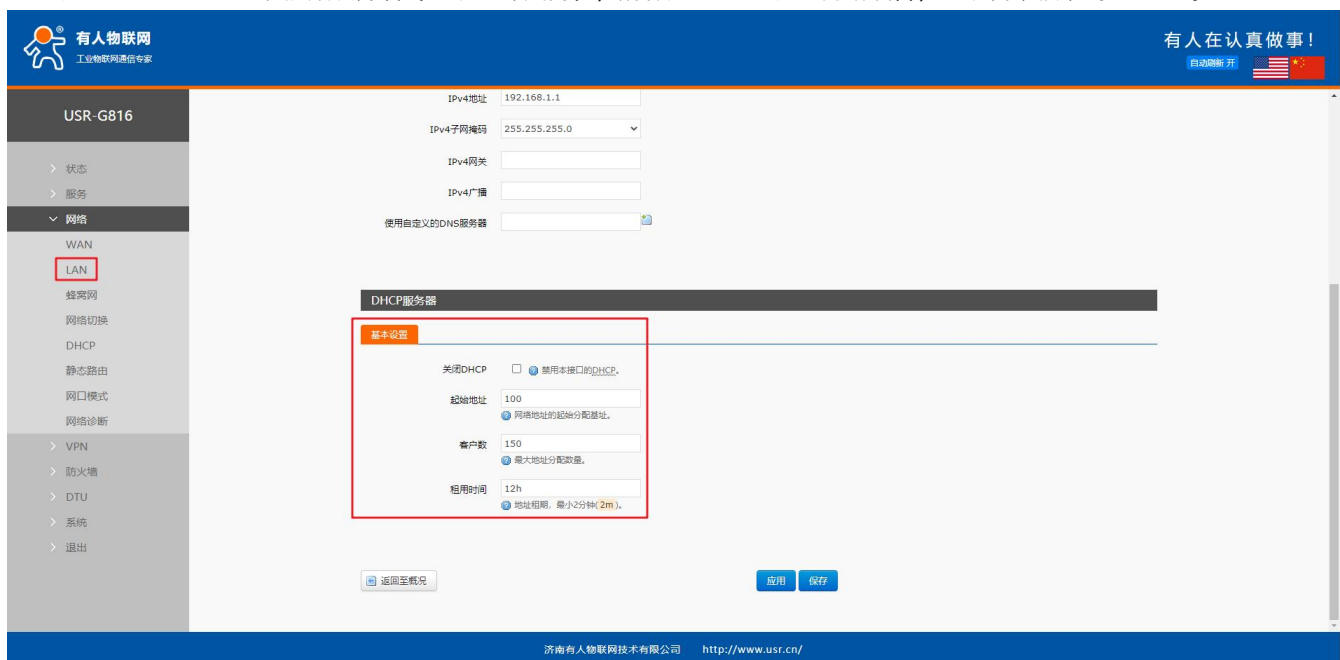 有人物联网
工业物联网通信专家
有人在认真做事!
自动刷新 开
USR-G816
状态
服务
网络
WAN
LAN
蜂窝网
网络切换
DHCP
静态路由
网口模式
网络诊断
VPN
防火墙
DTU
系统
退出
IPv4地址 192.168.1.1
IPv4子网掩码 255.255.255.0
IPv4网关
IPv4广播
使用自定义的DNS服务器
DHCP服务器
基本设置
关闭DHCP 禁用本接口的DHCP。
起始地址 100
网络地址的起始分配基址。
客户数 150
最大地址分配数量。
租用时间 12h
地址租期,最小2分钟(2m)。
返回至概况
应用 保存
济南有人物联网技术有限公司 http://www.usr.cn/